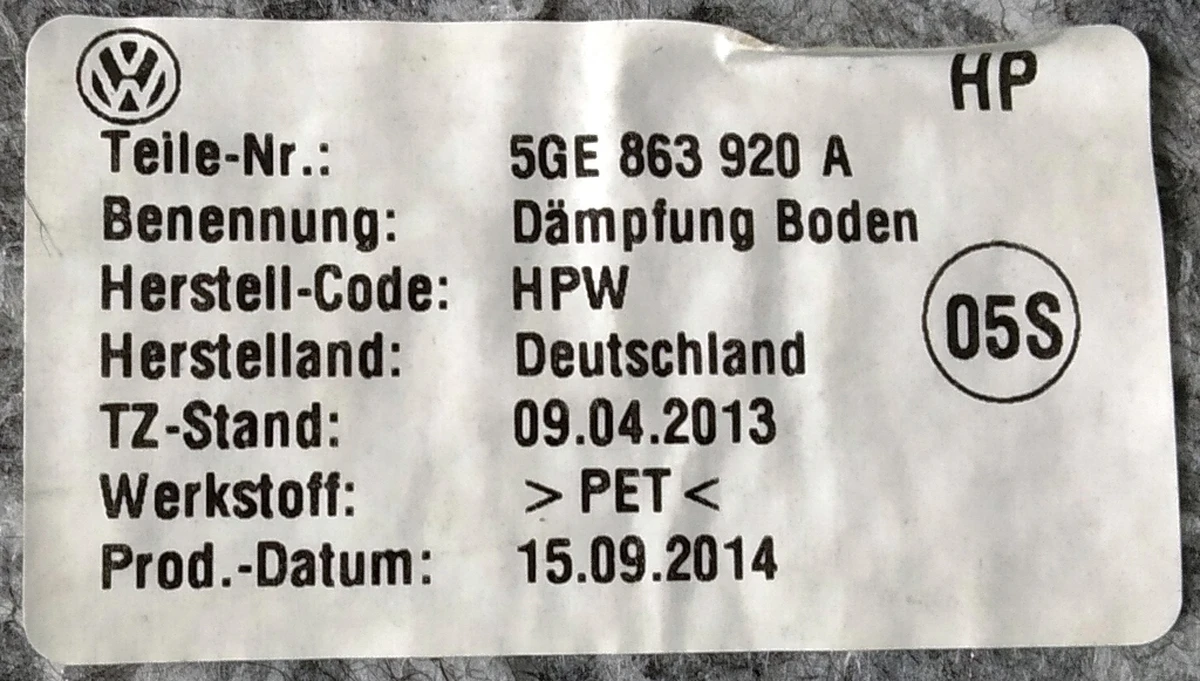 HP
Teile-Nr.: 5GE 863 920 A
Benennung: Dämpfung Boden
Herstell-Code: HPW
Herstelland: Deutschland
05S
TZ-Stand: 09.04.2013
Werkstoff: > PET <
Prod.-Datum: 15.09.2014